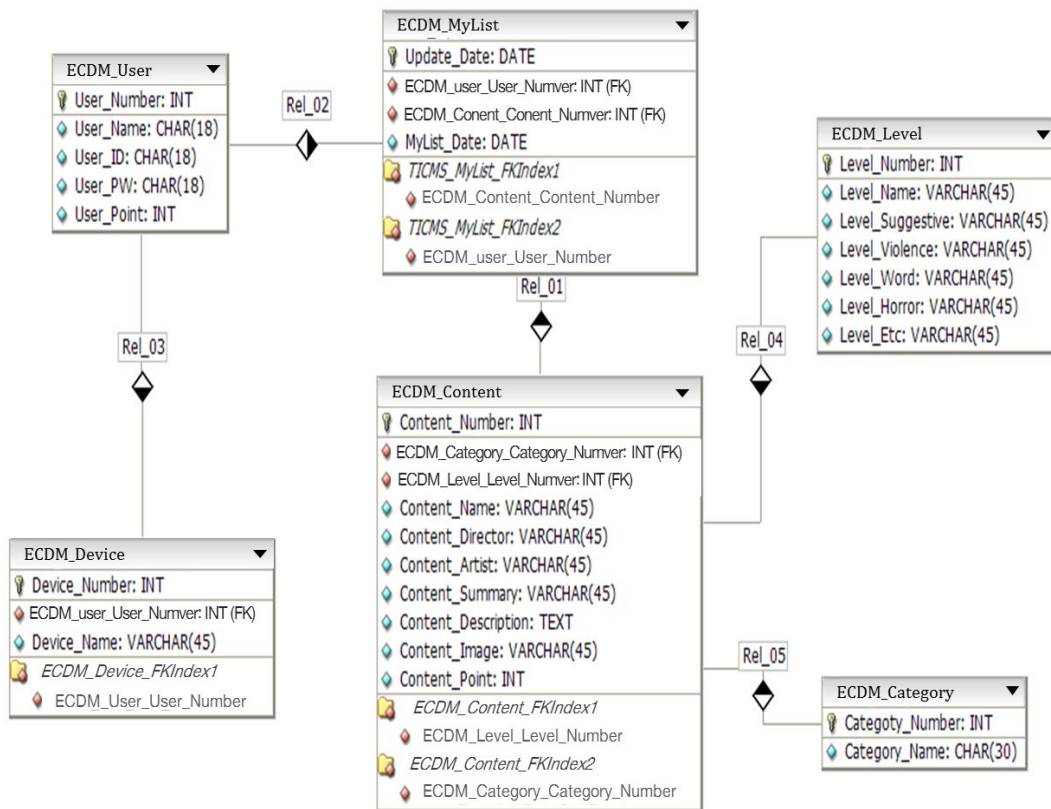 ECDM_User
User_Number: INT
User_Name: CHAR(18)
User_ID: CHAR(18)
User_PW: CHAR(18)
User_Point: INT
Rel_02
ECDM_MyList
Update_Date: DATE
ECDM_user_User_Numver: INT (FK)
ECDM_Conent_Conent_Numver: INT (FK)
MyList_Date: DATE
TICMS_MyList_FKIndex1
ECDM_Content_Content_Number
TICMS_MyList_FKIndex2
ECDM_user_User_Number
Rel_01
ECDM_Level
Level_Number: INT
Level_Name: VARCHAR(45)
Level_Suggestive: VARCHAR(45)
Level_Violence: VARCHAR(45)
Level_Word: VARCHAR(45)
Level_Horror: VARCHAR(45)
Level_Etc: VARCHAR(45)
Rel_03
Rel_04
ECDM_Content
Content_Number: INT
ECDM_Category_Category_Numver: INT (FK)
ECDM_Level_Level_Numver: INT (FK)
Content_Name: VARCHAR(45)
Content_Director: VARCHAR(45)
Content_Artist: VARCHAR(45)
Content_Summary: VARCHAR(45)
Content_Description: TEXT
Content_Image: VARCHAR(45)
Content_Point: INT
ECDM_Content_FKIndex1
ECDM_Level_Level_Number
ECDM_Content_FKIndex2
ECDM_Category_Category_Number
ECDM_Device
Device_Number: INT
ECDM_user_User_Numver: INT (FK)
Device_Name: VARCHAR(45)
ECDM_Device_FKIndex1
ECDM_User_User_Number
Rel_05
ECDM_Category
Categoty_Number: INT
Category_Name: CHAR(30)